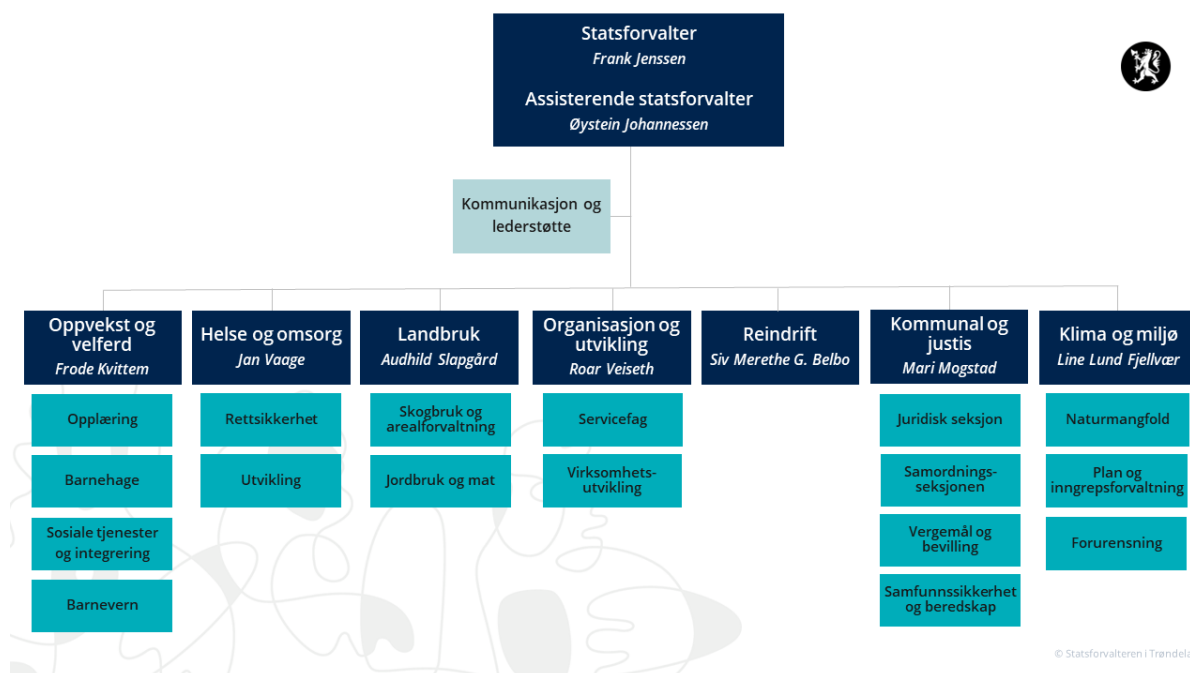 Statsforvalter
Frank Jenssen
Assisterende statsforvalter
Øystein Johannessen
Kommunikasjon og
lederstøtte
Oppvekst og
velferd
Frode Kvittem
Opplæring
Barnehage
Sosiale tjenester
og integrering
Barnevern
Helse og omsorg
Jan Vaage
Rettsikkerhet
Utvikling
Landbruk
Audhild Slapgård
Skogbruk og
arealforvaltning
Jordbruk og mat
Organisasjon og
utvikling
Roar Veiseth
Servicefag
Virksomhets-
utvikling
Reindrift
Siv Merethe G. Belbo
Kommunal og
justis
Mari Mogstad
Juridisk seksjon
Samordnings-
seksjonen
Vergemål og
bevilling
Samfunnssikkerhet
og beredskap
Klima og miljø
Line Lund Fjellvær
Naturmangfold
Plan og
inngrepsforvaltning
Forurensning
© Statsforvalteren i